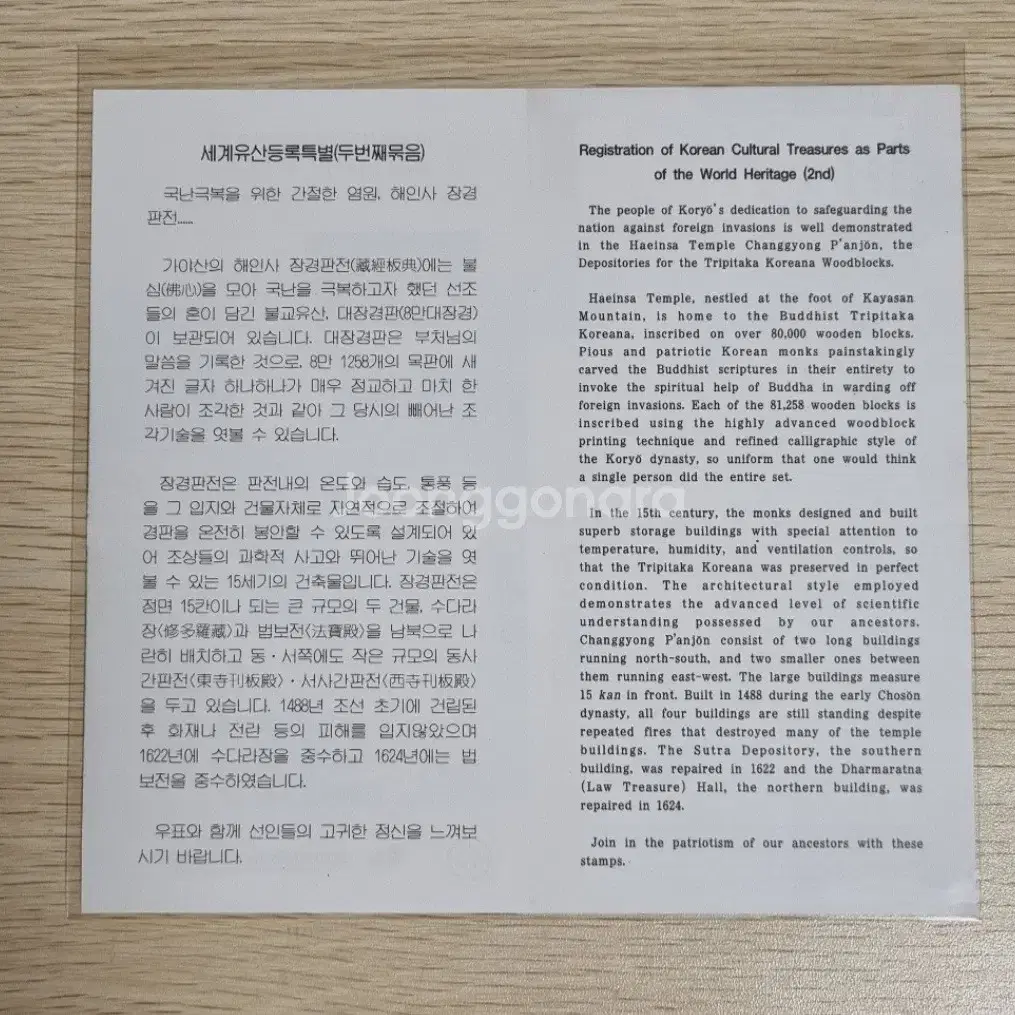 세계유산등록특별(두번째묶음)
국난극복을 위한 간절한 염원, 해인사 장경
판전......
가야산의 해인사 장경판전(藏經板典)에는 불
심(佛心)을 모아 국난을 극복하고자 했던 선조
들의 혼이 담긴 불교유산, 대장경판(8만대장경)
이 보관되어 있습니다. 대장경판은 부처님의
말씀을 기록한 것으로, 8만 1258개의 목판에 새
겨진 글자 하나하나가 매우 정교하고 마치 한
사람이 조각한 것과 같아 그 당시의 빼어난 조
각기술을 엿볼 수 있습니다.
장경판전은 판전내의 온도와 습도, 통풍 등
을 그 입지와 건물자체로 자연적으로 조절하여
경판을 온전히 봉안할 수 있도록 설계되어 있
어 조상들의 과학적 사고와 뛰어난 기술을 엿
볼 수 있는 15세기의 건축물입니다. 장경판전은
정면 15칸이나 되는 큰 규모의 두 건물, 수다라
장〈修多羅藏〉과 법보전〈法寶殿〉을 남북으로 나
란히 배치하고 동·서쪽에도 작은 규모의 동사
간판전〈東寺刊板殿〉·서사간판전〈西寺刊板殿〉
을 두고 있습니다. 1488년 조선 초기에 건립된
후 화재나 전란 등의 피해를 입지않았으며
1622년에 수다라장을 중수하고 1624년에는 법
보전을 중수하였습니다.
우표와 함께 선인들의 고귀한 정신을 느껴보
시기 바랍니다.
Registration of Korean Cultural Treasures as Parts
of the World Heritage (2nd)
The people of Koryŏ's dedication to safeguarding the
nation against foreign invasions is well demonstrated
in the Haeinsa Temple Changgyong P'anjŏn, the
Depositories for the Tripitaka Koreana Woodblocks.
Haeinsa Temple, nestled at the foot of Kayasan
Mountain, is home to the Buddhist Tripitaka
Koreana, inscribed on over 80,000 wooden blocks.
Pious and patriotic Korean monks painstakingly
carved the Buddhist scriptures in their entirety to
invoke the spiritual help of Buddha in warding off
foreign invasions. Each of the 81,258 wooden blocks is
inscribed using the highly advanced woodblock
printing technique and refined calligraphic style of
the Koryŏ dynasty, so uniform that one would think
a single person did the entire set.
In the 15th century, the monks designed and built
superb storage buildings with special attention to
temperature, humidity, and ventilation controls, so
that the Tripitaka Koreana was preserved in perfect
condition. The architectural style employed
demonstrates the advanced level of scientific
understanding possessed by our ancestors.
Changgyong P'anjŏn consist of two long buildings
running north-south, and two smaller ones between
them running east-west. The large buildings measure
15 kan in front. Built in 1488 during the early Chosŏn
dynasty, all four buildings are still standing despite
repeated fires that destroyed many of the temple
buildings. The Sutra Depository, the southern
building, was repaired in 1622 and the Dharmaratna
(Law Treasure) Hall, the northern building, was
repaired in 1624.
Join in the patriotism of our ancestors with these
stamps.
joonggonara